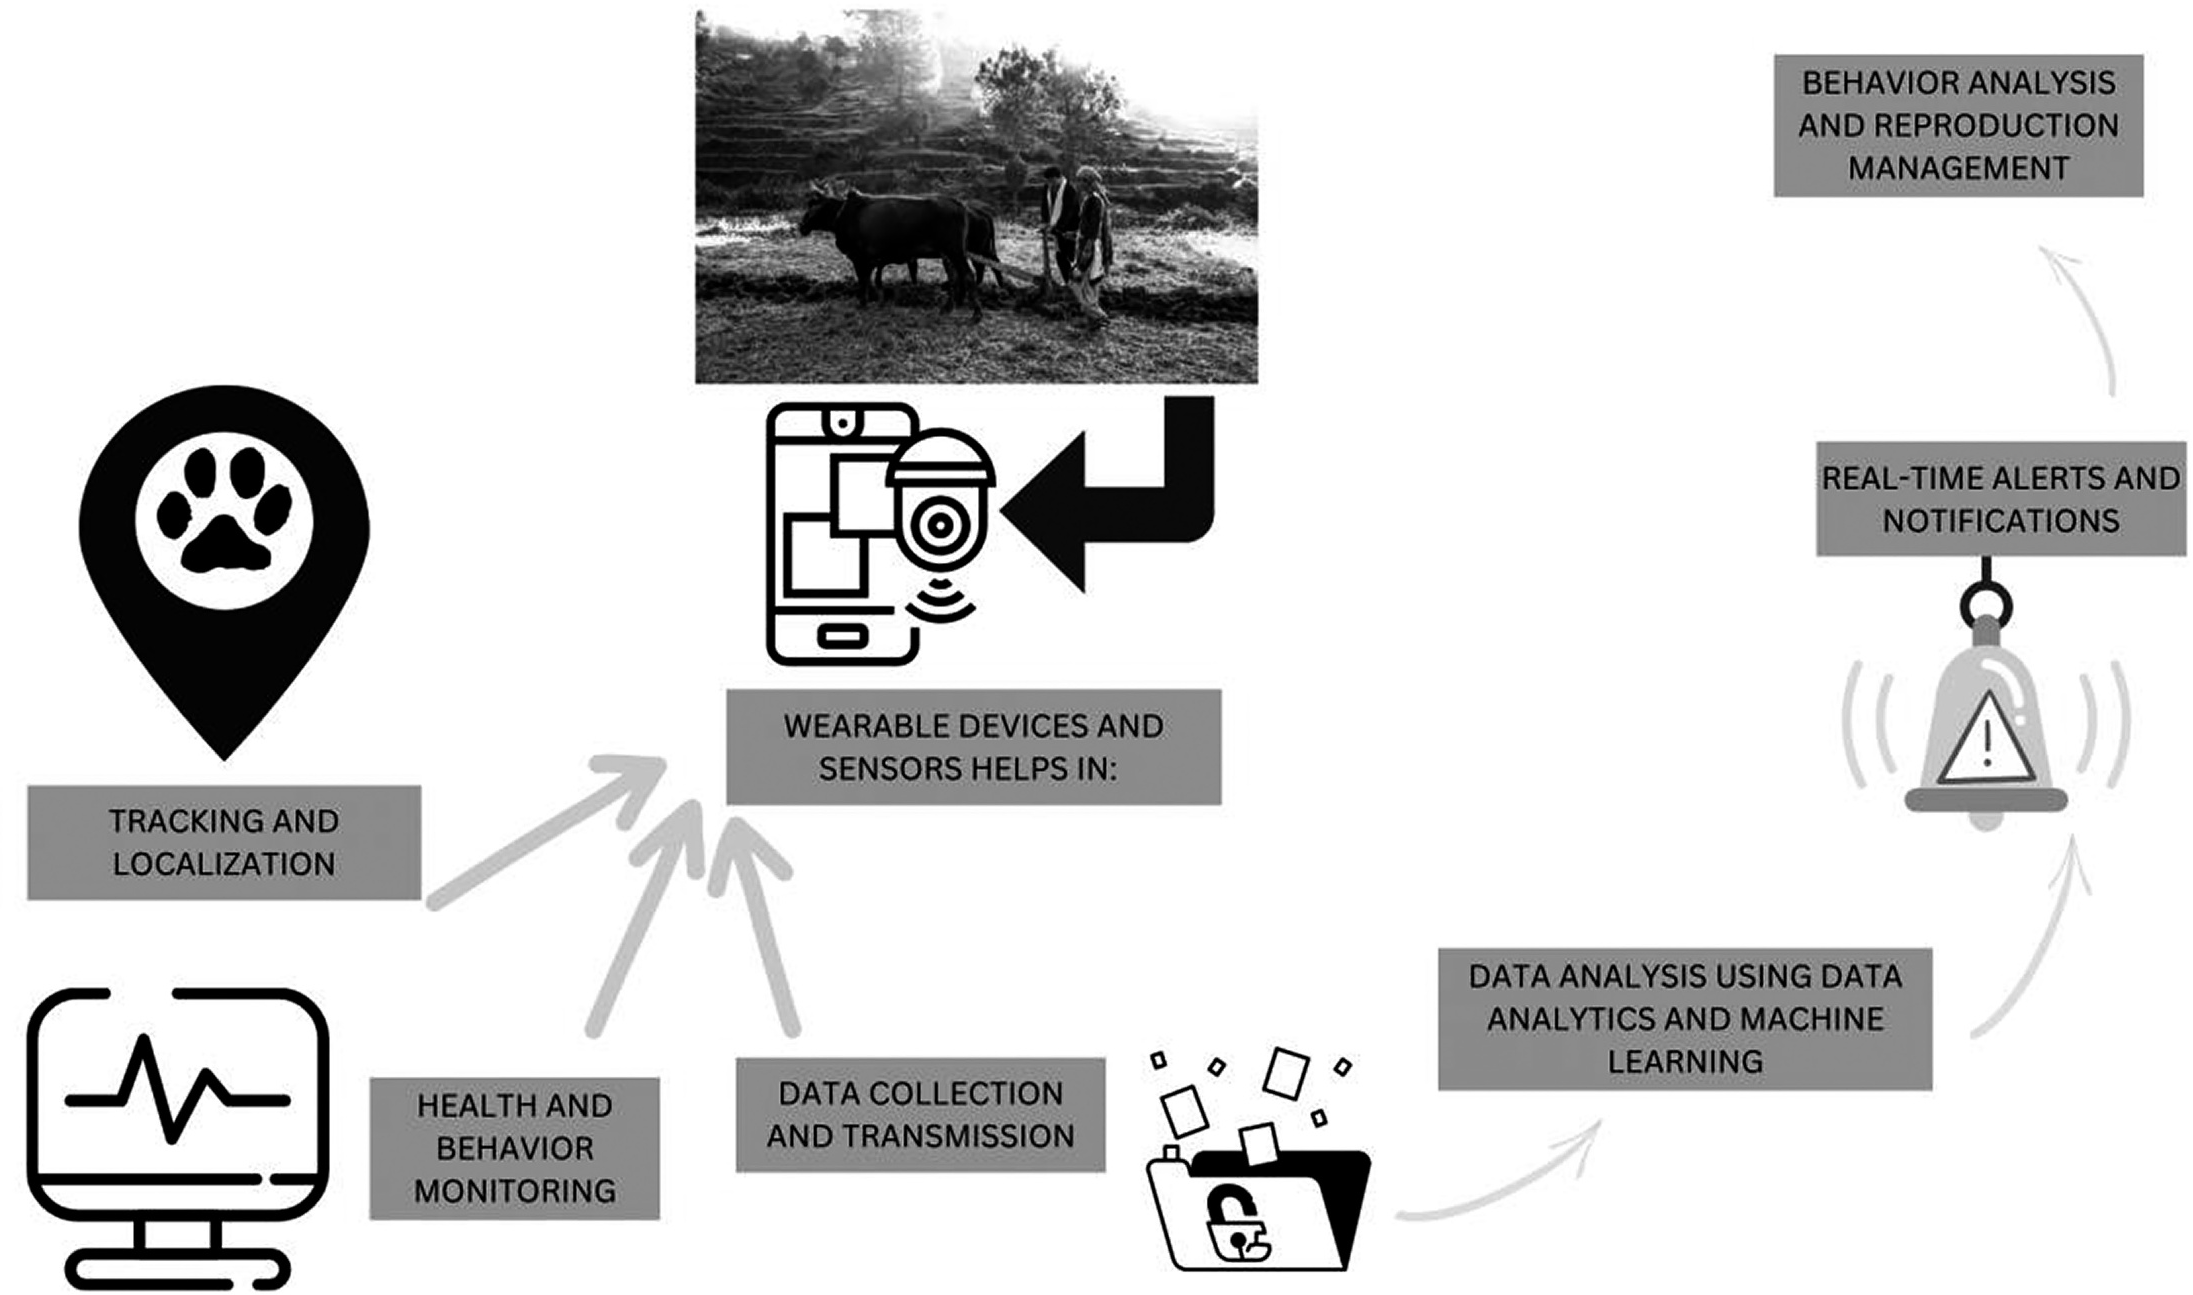 BEHAVIOR ANALYSIS
AND REPRODUCTION
MANAGEMENT
REAL-TIME ALERTS AND
NOTIFICATIONS
WEARABLE DEVICES AND
SENSORS HELPS IN:
TRACKING AND
LOCALIZATION
HEALTH AND
BEHAVIOR
MONITORING
DATA COLLECTION
AND TRANSMISSION
DATA ANALYSIS USING DATA
ANALYTICS AND MACHINE
LEARNING